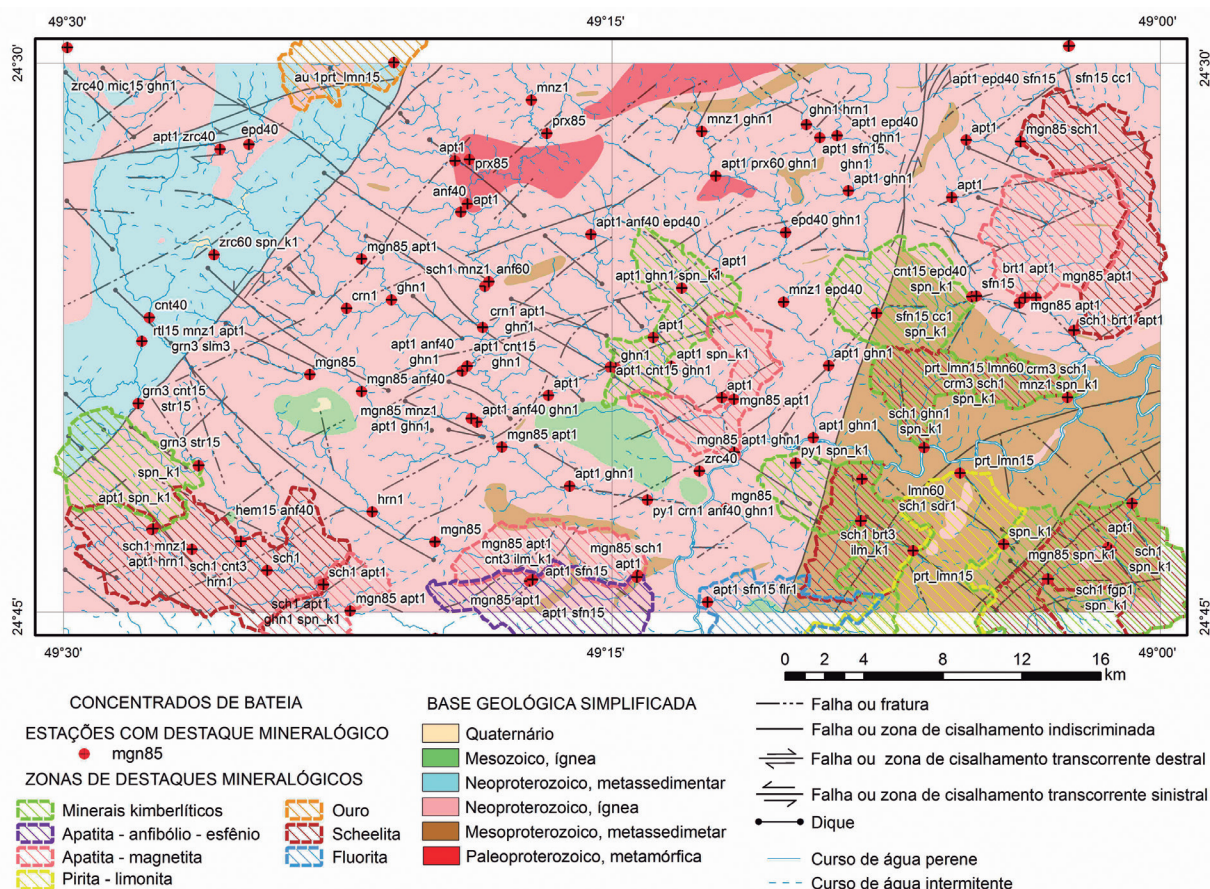 49°30'
49°15'
49°00'
24°30'
24°30'
zrc40 mic15 ghn1
au 1prt_lmn15
mnz1
apt1 epd40 sfn15
sfn15 cc1
epd40
apt1 zrc40
prx85
mnz1 ghn1
ghn1 hrn1
apt1 epd40
ghn1
apt1 sfn15
ghn1
apt1
mgn85 sch1
apt1
prx85
apt1 prx60 ghn1
apt1 ghn1
anf40
apt1
apt1
apt1 anf40 epd40
epd40 ghn1
zrc60 spn_k1
mgn85 apt1
sch1 mnz1 anf60
apt1
apt1 ghn1 spn_k1
cnt15 epd40
spn_k1
sfn15
brt1 apt1
mgn85 apt1
mgn85 apt1
crn1
ghn1
mnz1 epd40
sfn15 cc1
spn_k1
sch1 brt1 apt1
cnt40
rtl15 mnz1 apt1
grn3 slm3
crn1 apt1
ghn1
apt1
apt1 anf40
ghn1
apt1 cnt15
ghn1
ghn1
apt1 cnt15 ghn1
apt1 spn_k1
apt1 ghn1
prt_lmn15 lmn60
crm3 sch1
spn_k1
crm3 sch1
mnz1 spn_k1
mgn85
mgn85 anf40
apt1
apt1
mgn85 apt1
grn3 cnt15
str15
mgn85 mnz1
apt1 ghn1
apt1 anf40 ghn1
sch1 ghn1
spn_k1
mgn85 apt1
mgn85 apt1 ghn1
apt1 ghn1
grn3 str15
spn_k1
zrc40
py1 spn_k1
prt_lmn15
apt1 spn_k1
apt1 ghn1
mgn85
lmn60
sch1 sdr1
hem15 anf40
hrn1
py1 crn1 anf40 ghn1
sch1 mnz1
apt1 hrn1
sch1 cnt3
hrn1
sch1
mgn85
mgn85 apt1
cnt3 ilm_k1
mgn85 sch1
sch1 brt3
ilm_k1
spn_k1
apt1
mgn85 spn_k1
sch1
spn_k1
sch1 apt1
apt1 sfn15
apt1
prt_lmn15
sch1 fgp1
spn_k1
sch1 apt1
ghn1 spn_k1
mgn85 apt1
mgn85 apt1
apt1 sfn15
apt1 sfn15 flr1
24°45'
24°45'
49°30'
49°15'
49°00'
0 2 4 8 12 16
km
CONCENTRADOS DE BATEIA
ESTAÇÕES COM DESTAQUE MINERALÓGICO
mgn85
ZONAS DE DESTAQUES MINERALÓGICOS
Minerais kimberlíticos
Apatita - anfibólio - esfênio
Apatita - magnetita
Pirita - limonita
Ouro
Scheelita
Fluorita
BASE GEOLÓGICA SIMPLIFICADA
Quaternário
Mesozoico, ígnea
Neoproterozoico, metassedimentar
Neoproterozoico, ígnea
Mesoproterozoico, metassedimetar
Paleoproterozoico, metamórfica
Falha ou fratura
Falha ou zona de cisalhamento indiscriminada
Falha ou zona de cisalhamento transcorrente destral
Falha ou zona de cisalhamento transcorrente sinistral
Dique
Curso de água perene
Curso de água intermitente